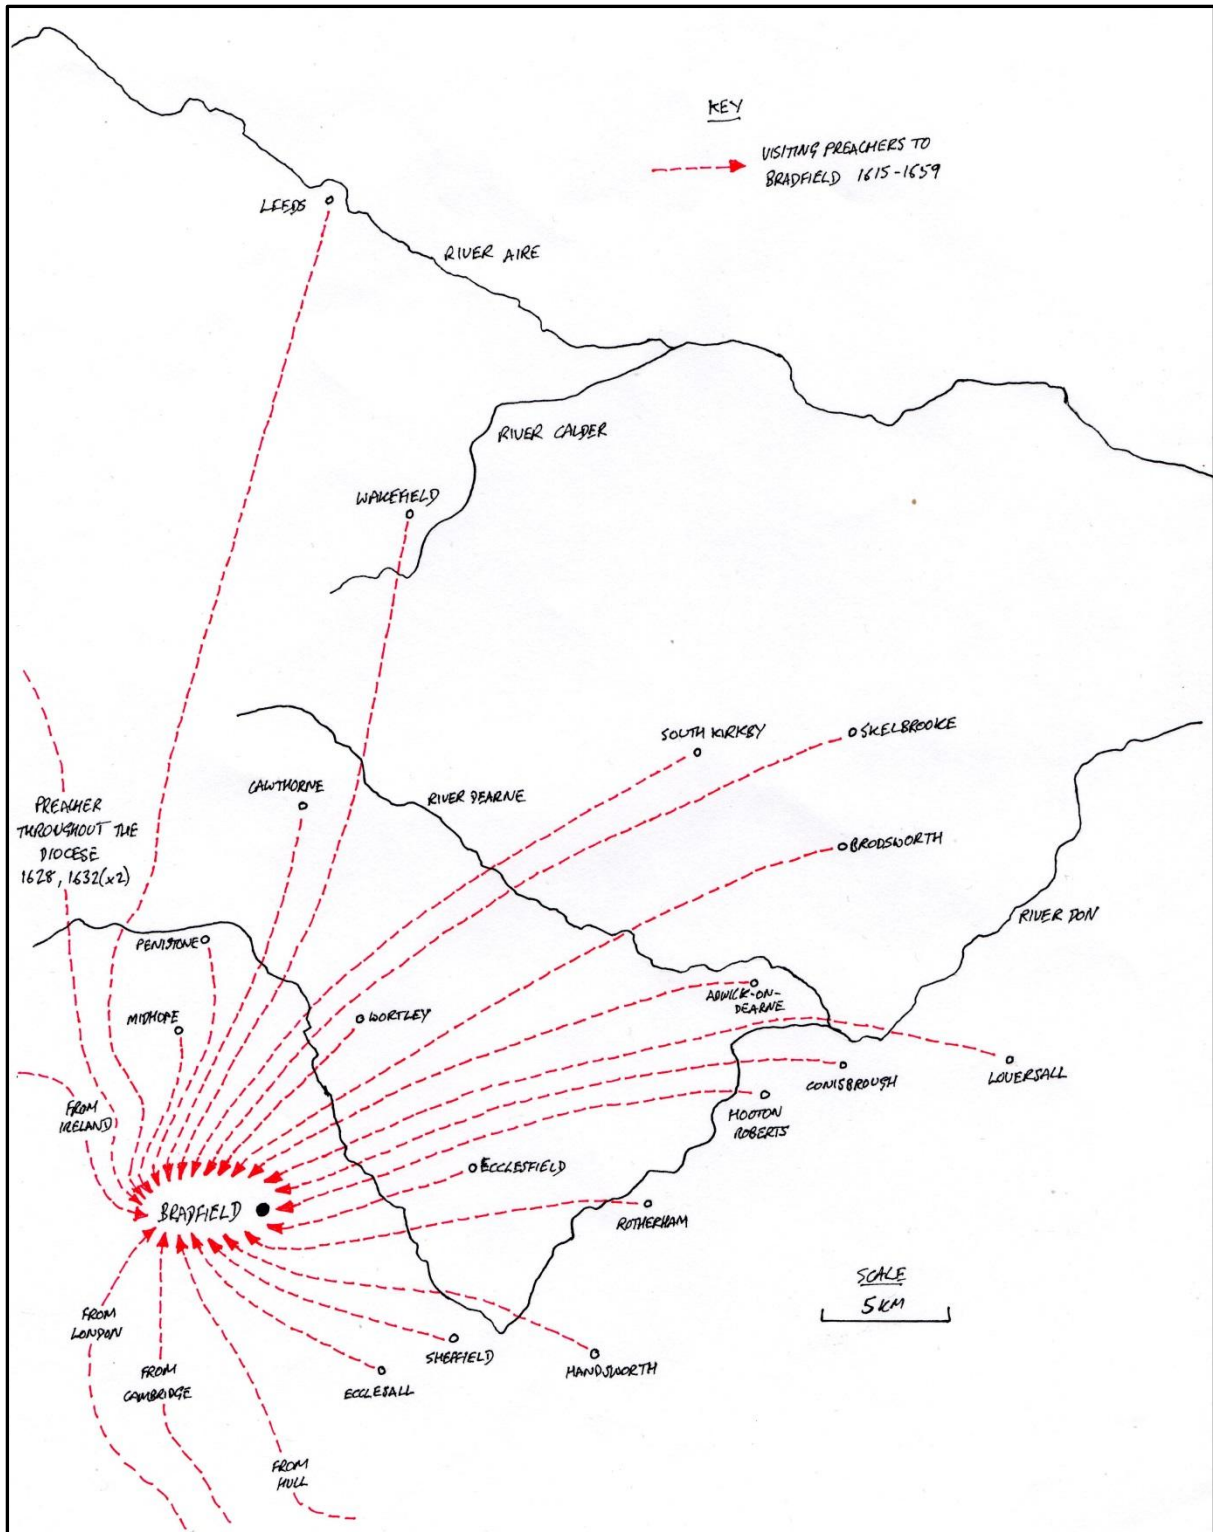 KEY
VISITING PREACHERS TO
BRADFIELD 1615-1659
LEEDS
RIVER AIRE
RIVER CALDER
WAKEFIELD
SOUTH KIRKBY
SKELBROOKE
CAWTHORNE
RIVER DEARNE
PREACHER
THROUGHOUT THE
DIOCESE
1628, 1632(x2)
BRODSWORTH
RIVER DON
PENISTONE
MIDHOPE
WORTLEY
ADWICK-ON-
DEARNE
LOVERSALL
CONISBROUGH
HOOTON
ROBERTS
FROM
IRELAND
ECCLESFIELD
BRADFIELD
ROTHERHAM
SCALE
5KM
FROM
LONDON
SHEFFIELD
HANDSWORTH
FROM
CAMBRIDGE
ECCLESALL
FROM
HULL